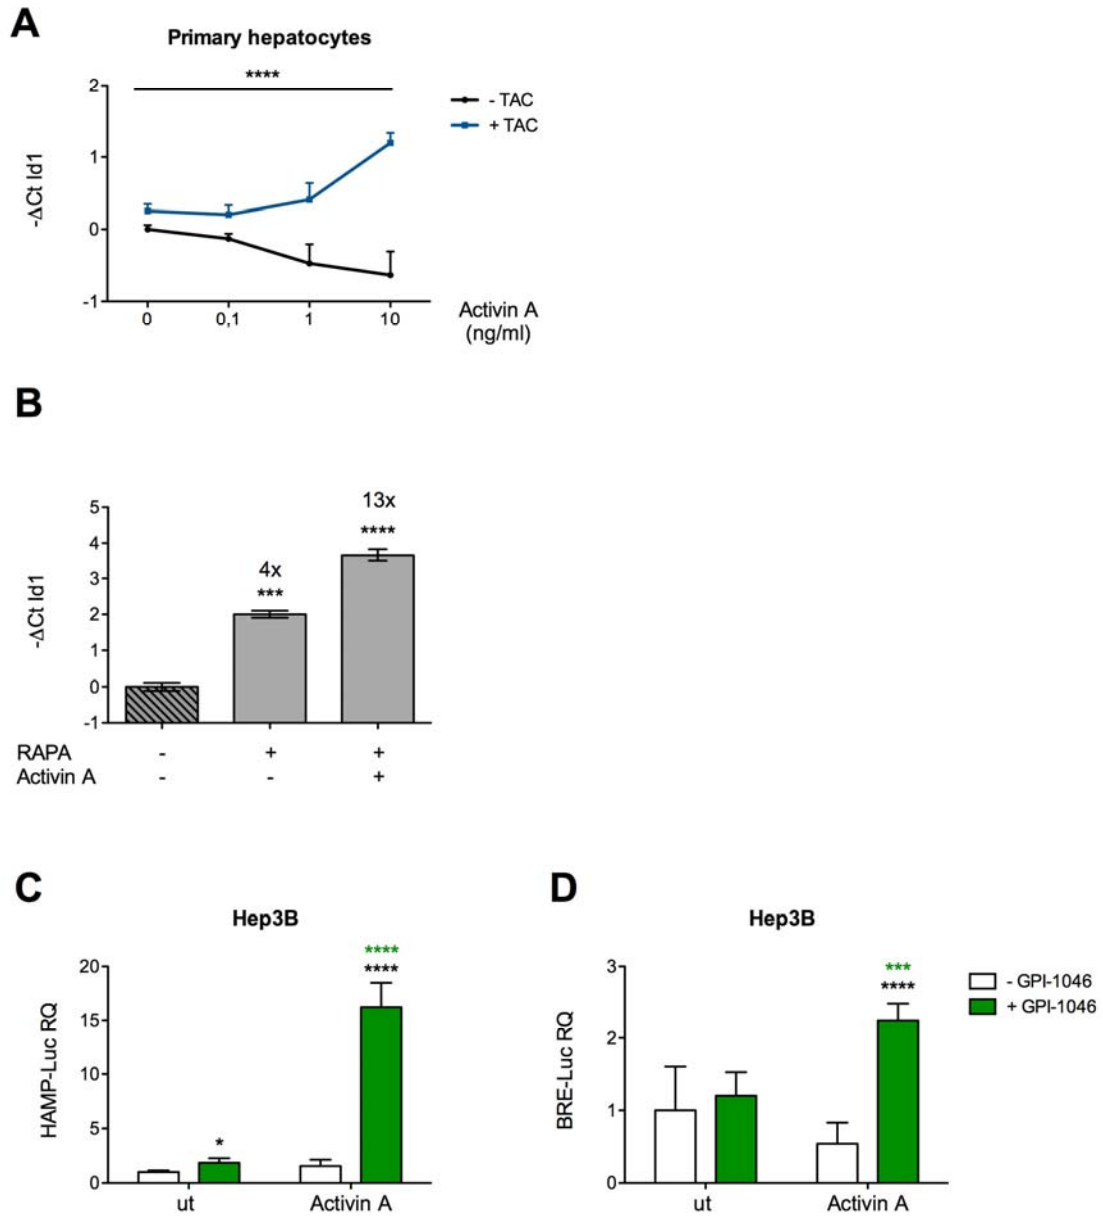 A
Primary hepatocytes
****
2
1
0
-1
-ΔCt Id1
0 0,1 1 10
Activin A
(ng/ml)
- TAC
+ TAC
B
5
4
3
2
1
0
-1
-ΔCt Id1
4x
***
13x
****
RAPA - + +
Activin A - - +
C
Hep3B
20
15
10
5
0
HAMP-Luc RQ
*
****
****
ut Activin A
D
Hep3B
3
2
1
0
BRE-Luc RQ
***
****
ut Activin A
- GPI-1046
+ GPI-1046